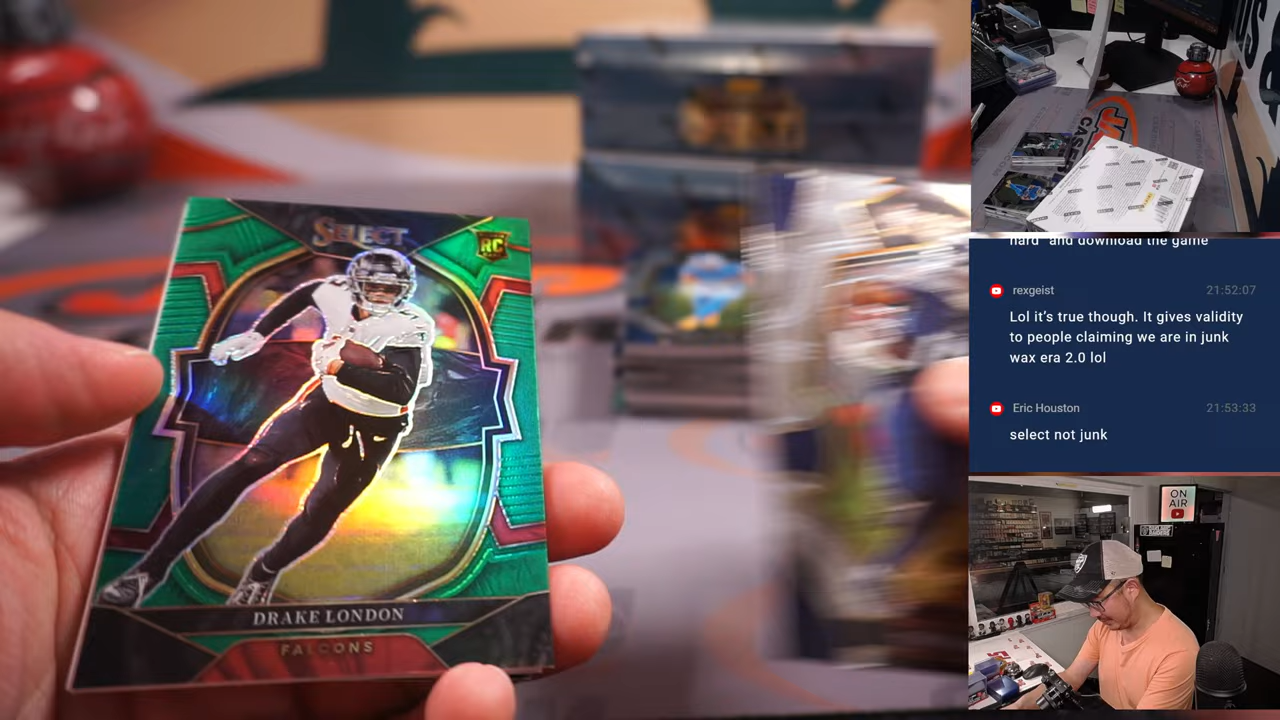 SELECT
RC
DRAKE LONDON
FALCONS
hard" and download the game
rexgeist
21:52:07
Lol it's true though. It gives validity
to people claiming we are in junk
wax era 2.0 lol
Eric Houston
21:53:33
select not junk
ON
AIR